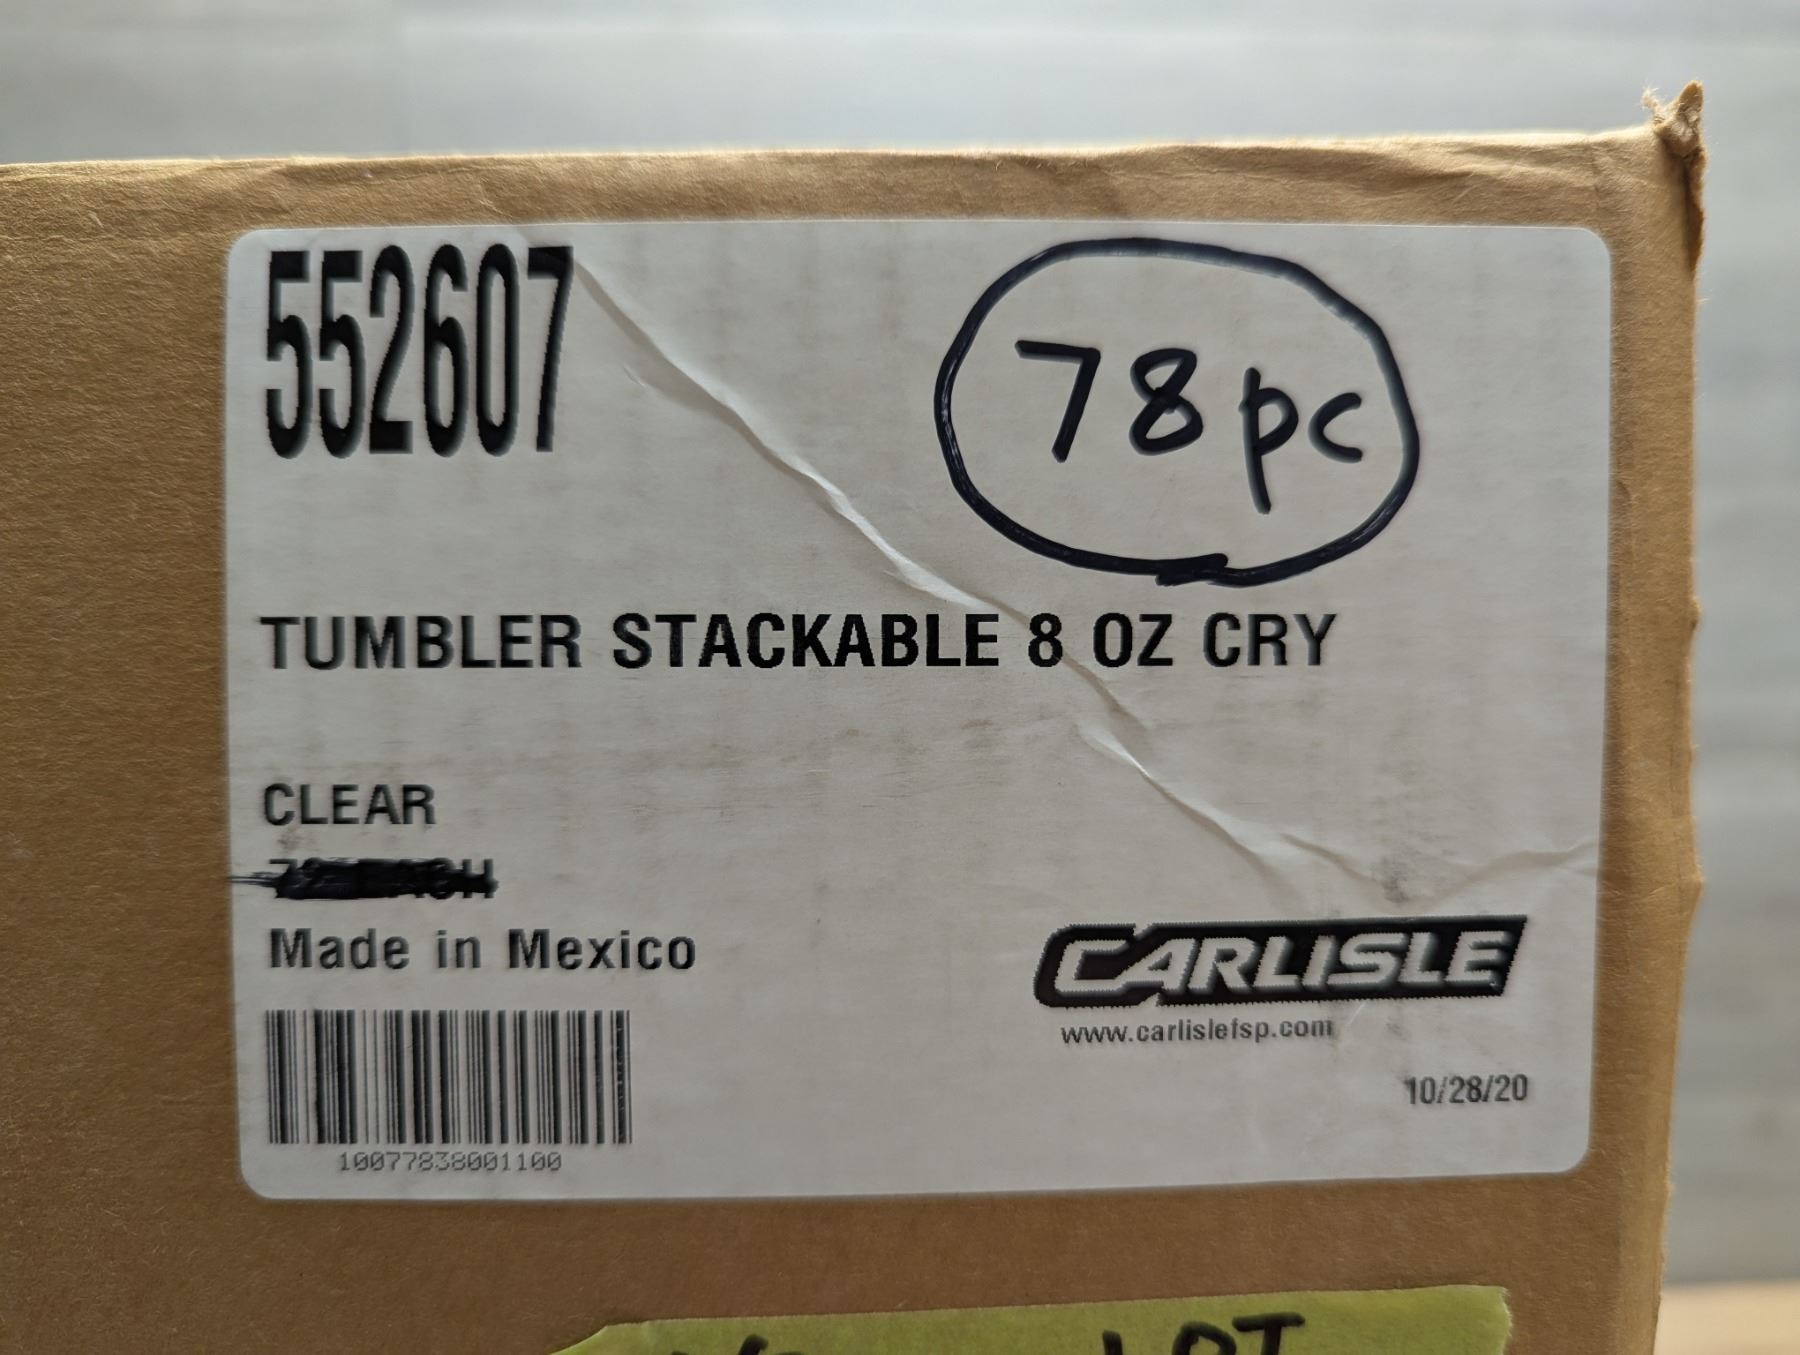 552607
78 pc
TUMBLER STACKABLE 8 OZ CRY
CLEAR
Made in Mexico
CARLISLE
www.carlislefsp.com
10077838001100
10/28/20
LOT